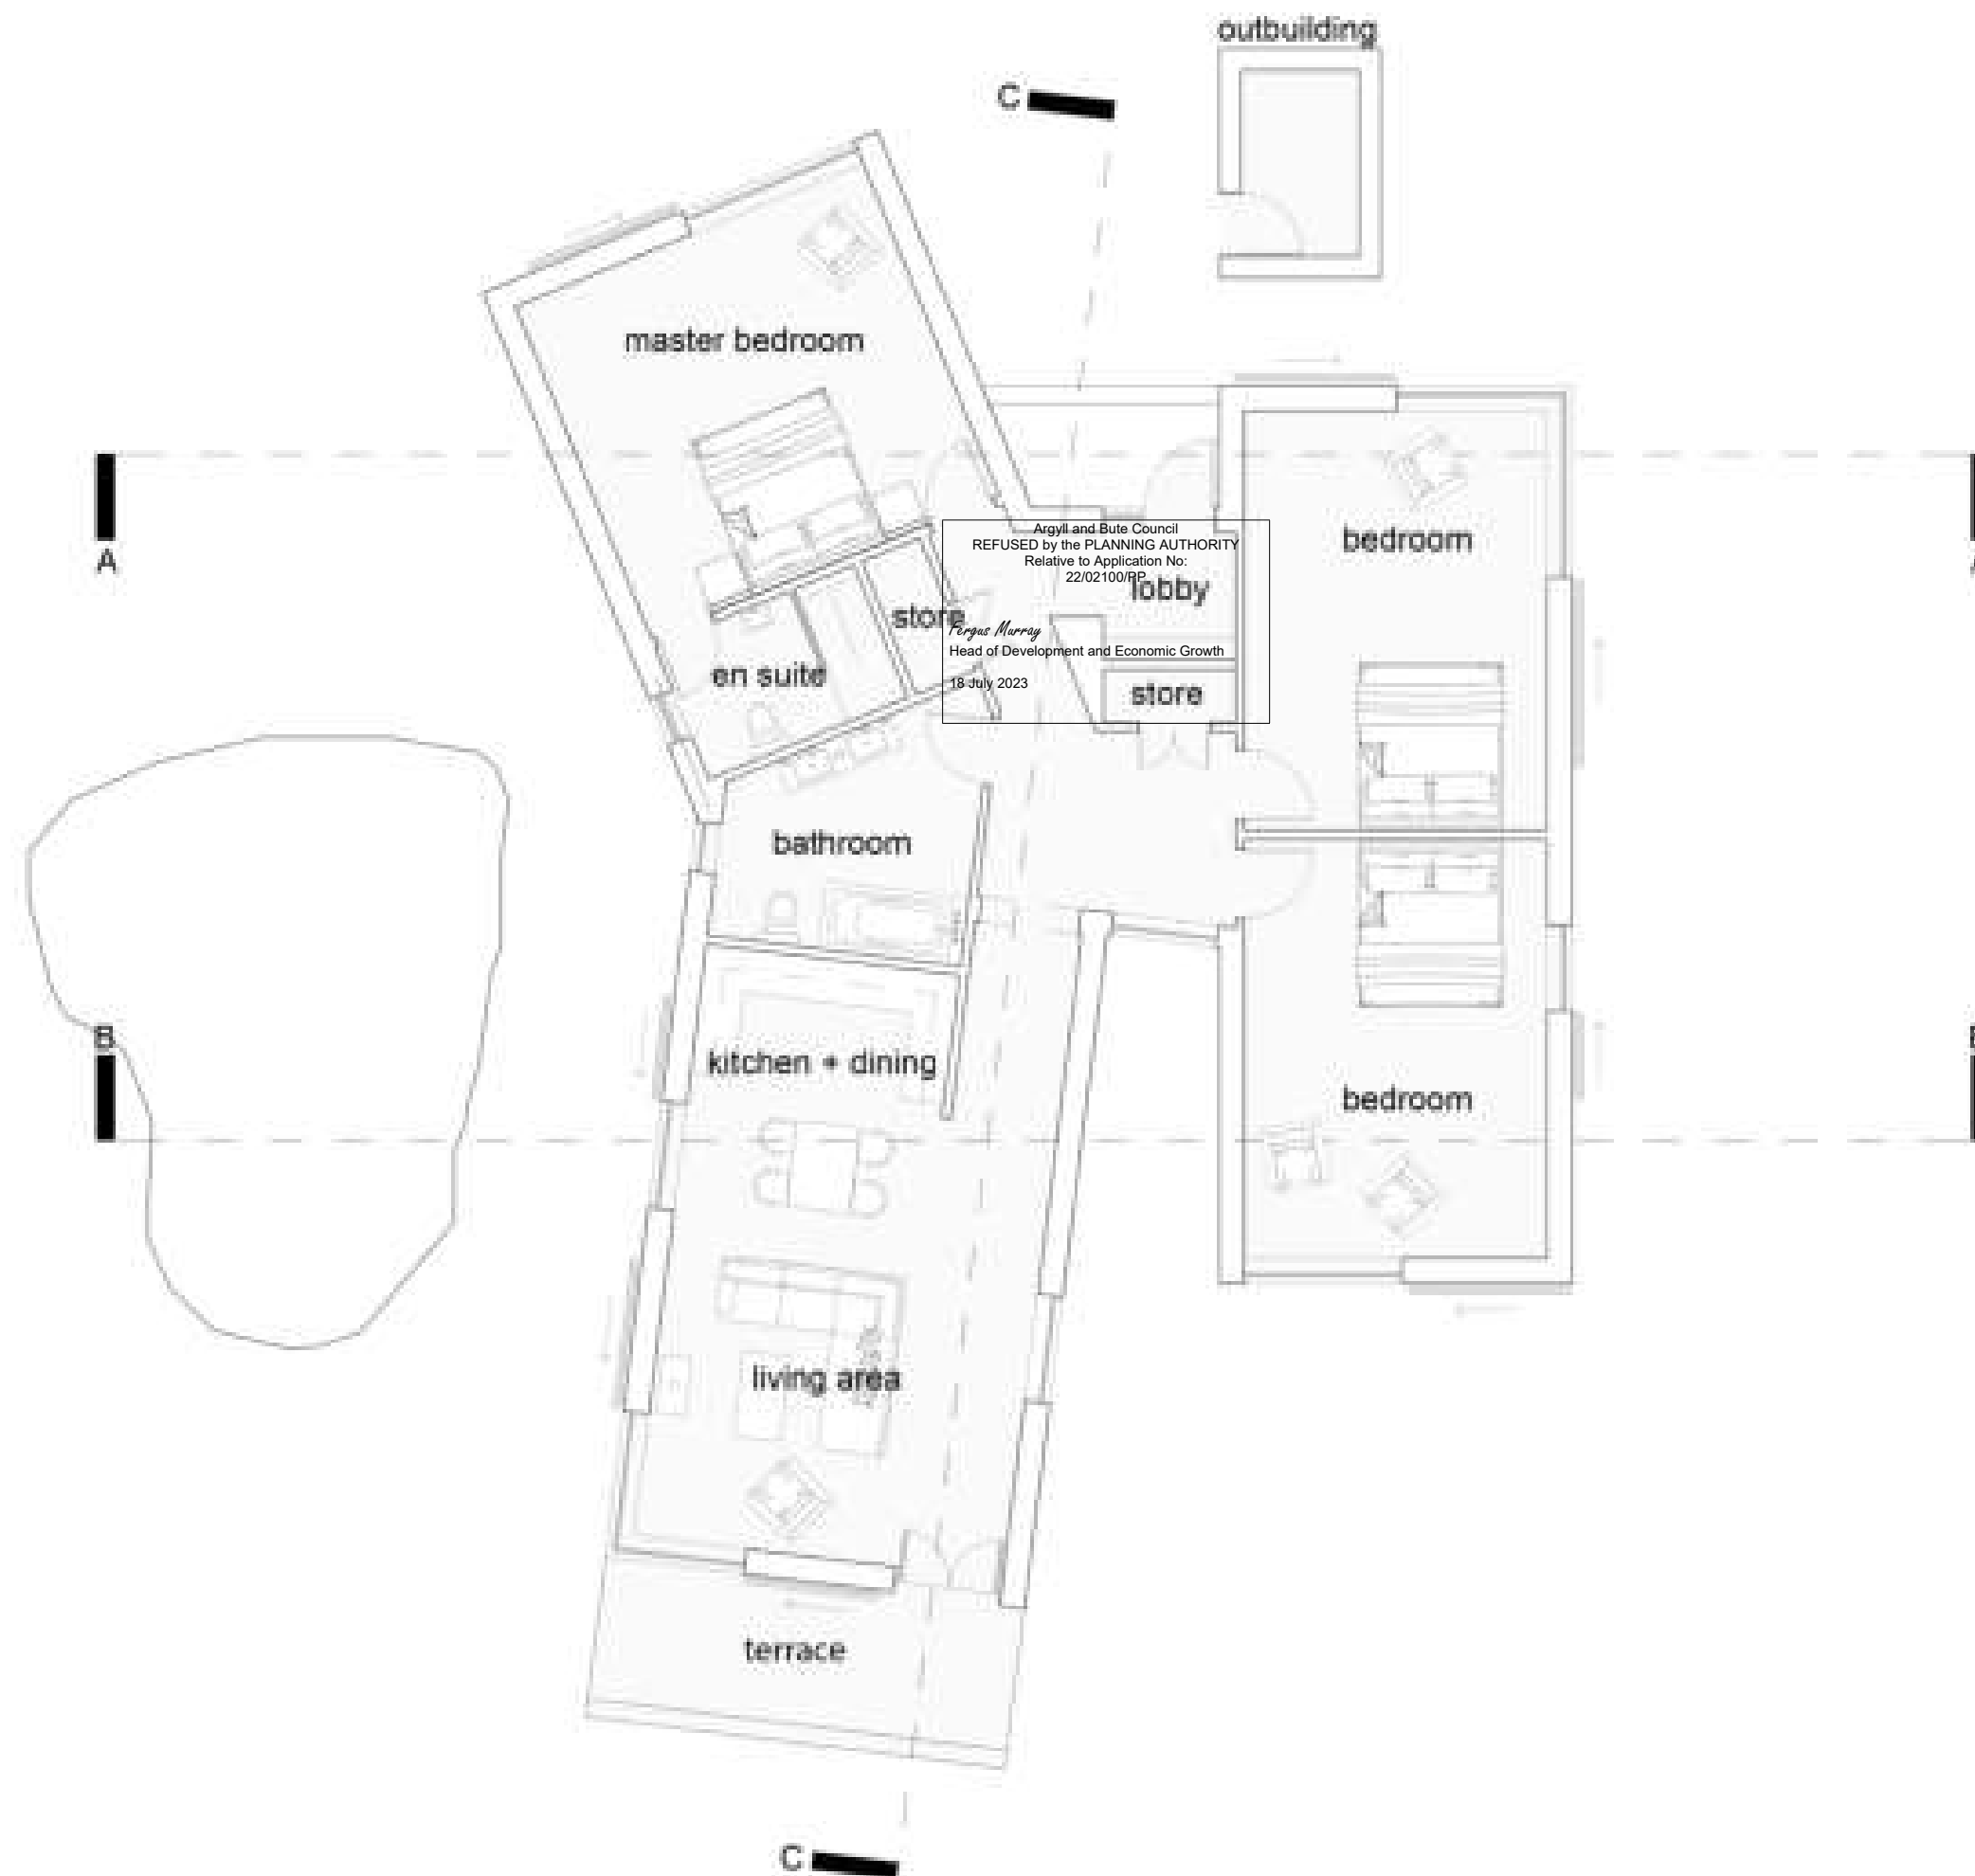 outbuilding
C
master bedroom
A
bedroom
Argyll and Bute Council
REFUSED by the PLANNING AUTHORITY
Relative to Application No:
22/02100/PP
lobby
store
Fergus Murray
Head of Development and Economic Growth
en suite
18 July 2023
store
bathroom
B
kitchen + dining
bedroom
living area
terrace
C